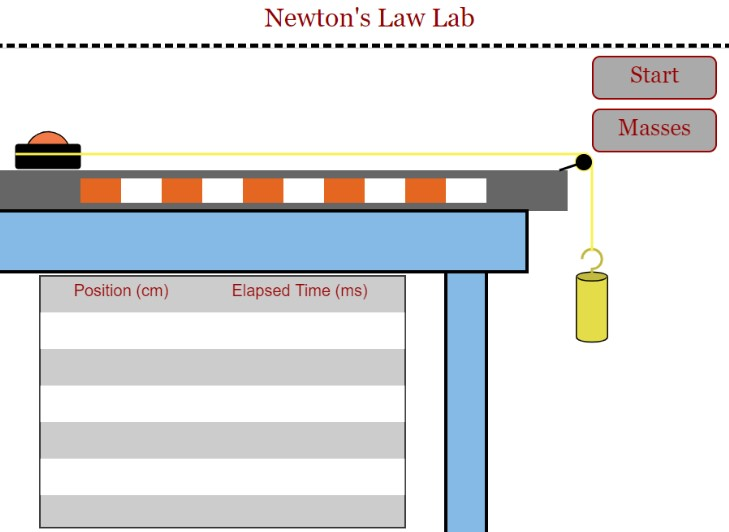 Newton's Law Lab
Start
Masses
Position (cm) Elapsed Time (ms)